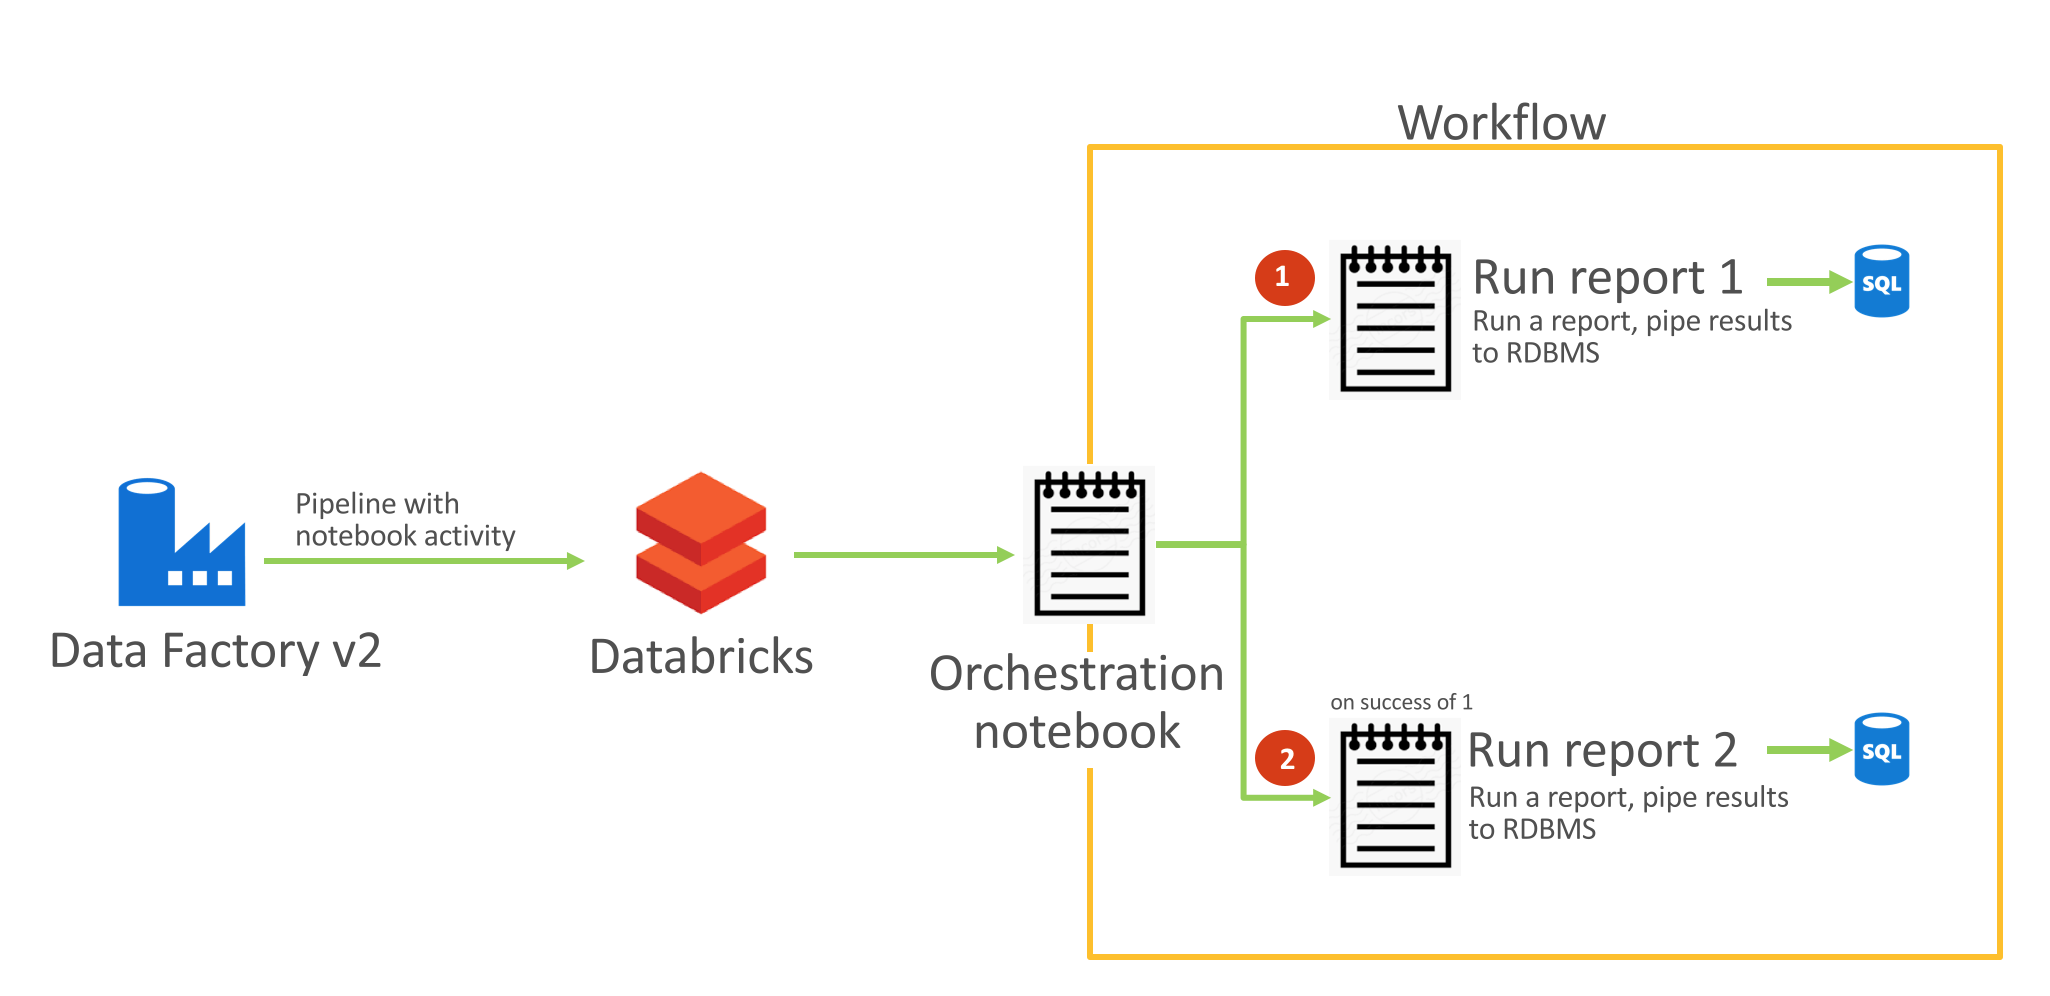 Workflow
1
Run report 1
SQL
Run a report, pipe results
to RDBMS
Pipeline with
notebook activity
Data Factory v2
Databricks
Orchestration
notebook
on success of 1
2
Run report 2
SQL
Run a report, pipe results
to RDBMS